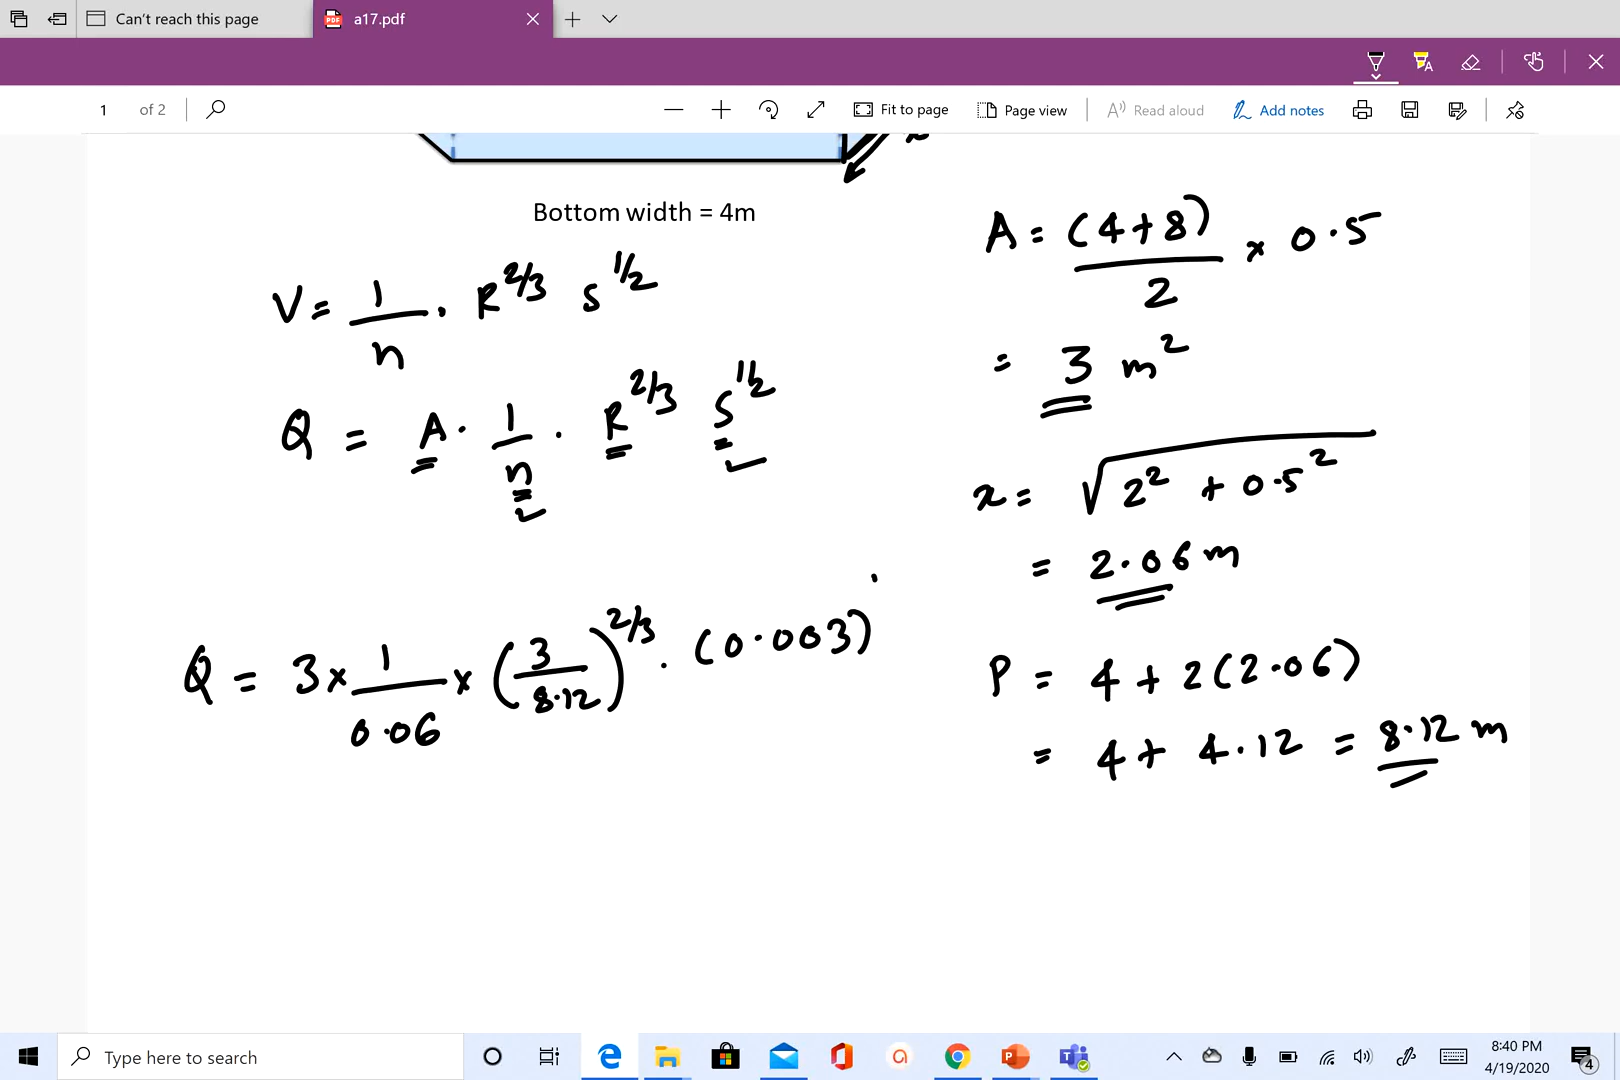 Can't reach this page
a17.pdf
1 of 2
Fit to page
Page view
Read aloud
Add notes
Bottom width = 4m
V = 1/n . R^2/3 S^1/2
Q = A . 1/n . R^2/3 S^1/2
Q = 3 x 1/0.06 x (3/8.12)^2/3 . (0.003)
A = (4+8)/2 x 0.5
= 3 m²
x = √2² + 0.5²
= 2.06 m
P = 4 + 2(2.06)
= 4 + 4.12 = 8.12 m
Type here to search
8:40 PM
4/19/2020
4